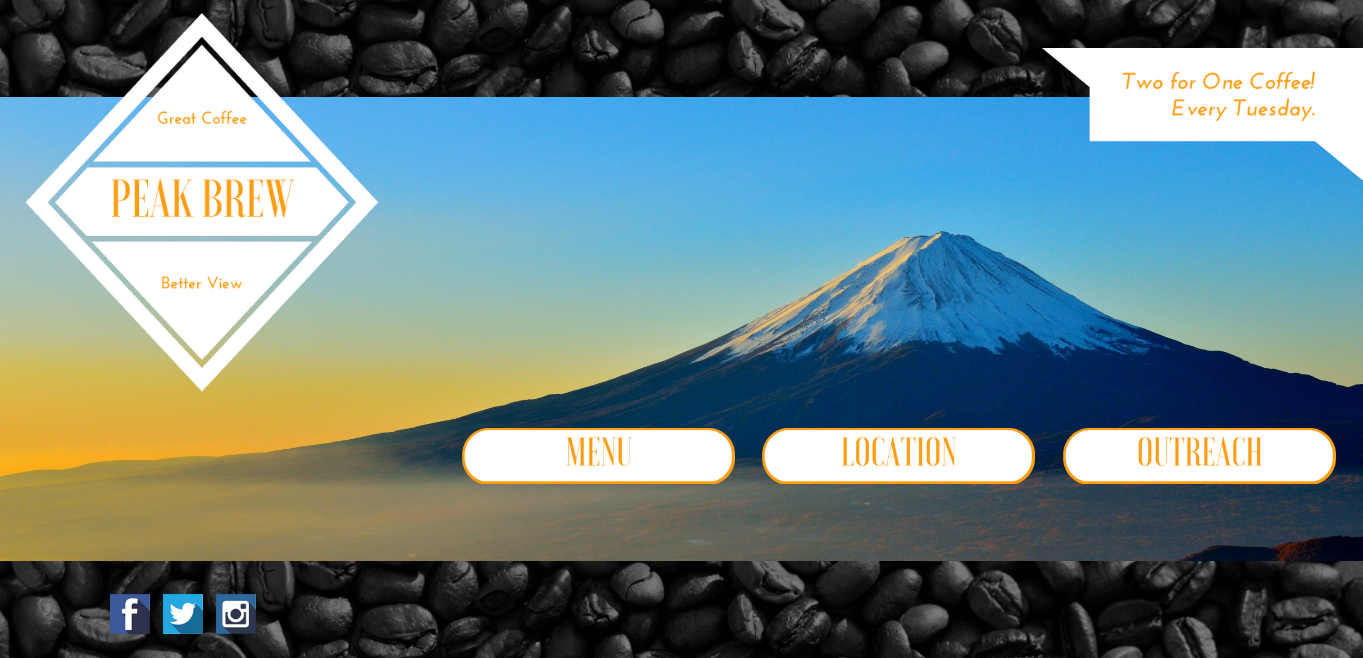 Great Coffee
PEAK BREW
Better View
Two for One Coffee!
Every Tuesday.
MENU
LOCATION
OUTREACH